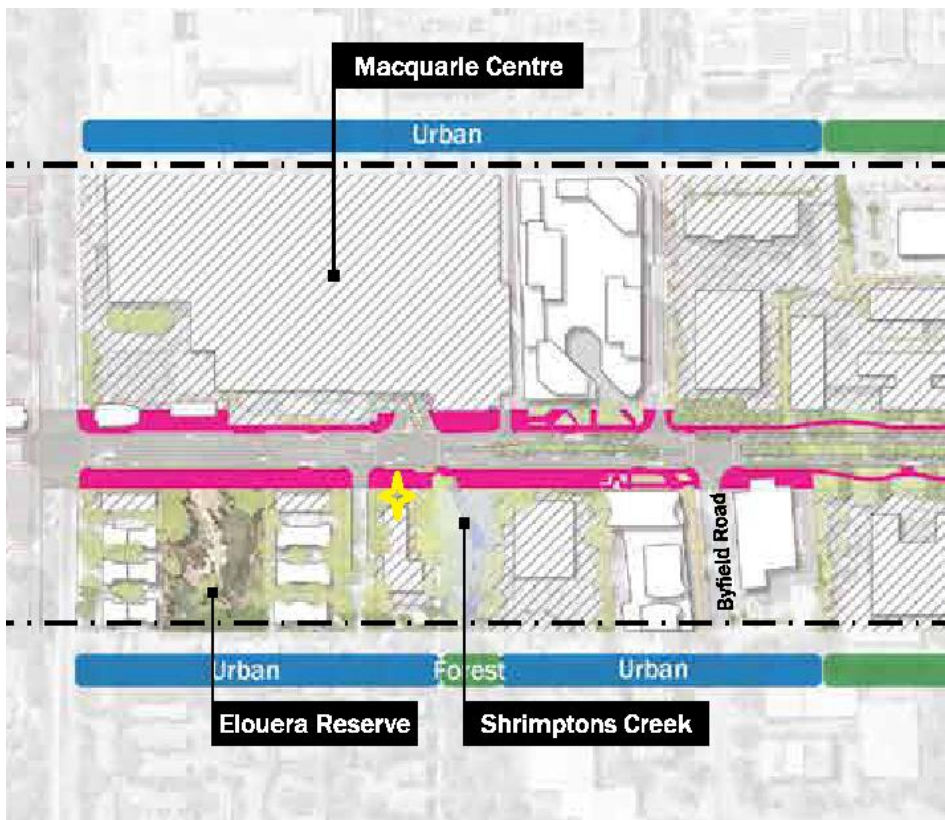 Macquarie Centre
Urban
Byfield Road
Urban
Forest
Urban
Elouera Reserve
Shrimptons Creek